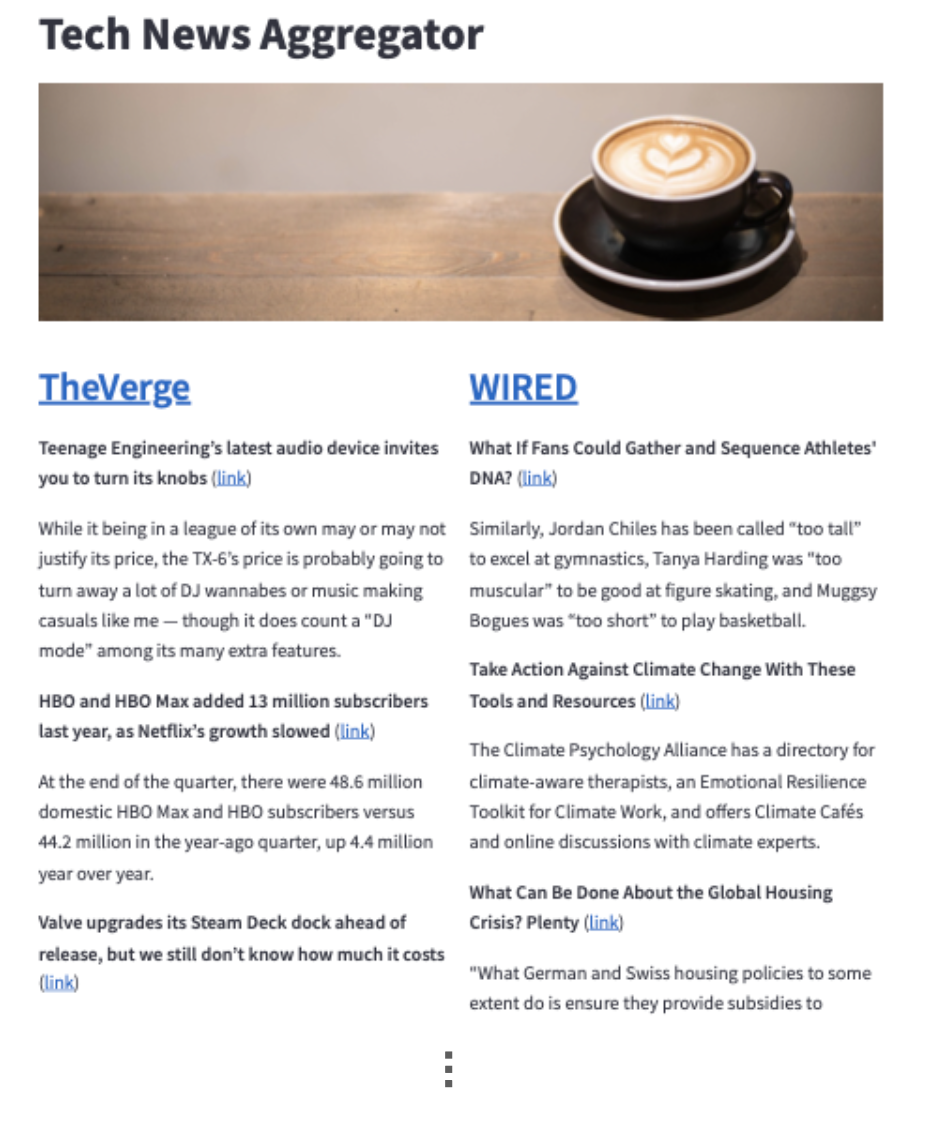 Tech News Aggregator
TheVerge
Teenage Engineering’s latest audio device invites
you to turn its knobs (link)
While it being in a league of its own may or may not
justify its price, the TX-6’s price is probably going to
turn away a lot of DJ wannabes or music making
casuals like me — though it does count a “DJ
mode” among its many extra features.
HBO and HBO Max added 13 million subscribers
last year, as Netflix’s growth slowed (link)
At the end of the quarter, there were 48.6 million
domestic HBO Max and HBO subscribers versus
44.2 million in the year-ago quarter, up 4.4 million
year over year.
Valve upgrades its Steam Deck dock ahead of
release, but we still don’t know how much it costs
(link)
WIRED
What If Fans Could Gather and Sequence Athletes'
DNA? (link)
Similarly, Jordan Chiles has been called “too tall”
to excel at gymnastics, Tanya Harding was “too
muscular” to be good at figure skating, and Muggsy
Bogues was “too short” to play basketball.
Take Action Against Climate Change With These
Tools and Resources (link)
The Climate Psychology Alliance has a directory for
climate-aware therapists, an Emotional Resilience
Toolkit for Climate Work, and offers Climate Cafés
and online discussions with climate experts.
What Can Be Done About the Global Housing
Crisis? Plenty (link)
"What German and Swiss housing policies to some
extent do is ensure they provide subsidies to